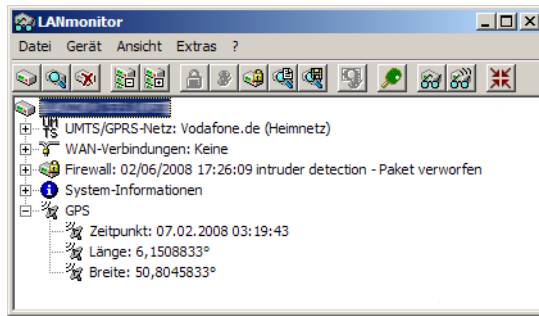 LANmonitor
Datei Gerät Ansicht Extras ?
UMTS UMTS/GPRS-Netz: Vodafone.de (Heimnetz)
WAN-Verbindungen: Keine
Firewall: 02/06/2008 17:26:09 intruder detection - Paket verworfen
System-Informationen
GPS
Zeitpunkt: 07.02.2008 03:19:43
Länge: 6,1508833°
Breite: 50,8045833°